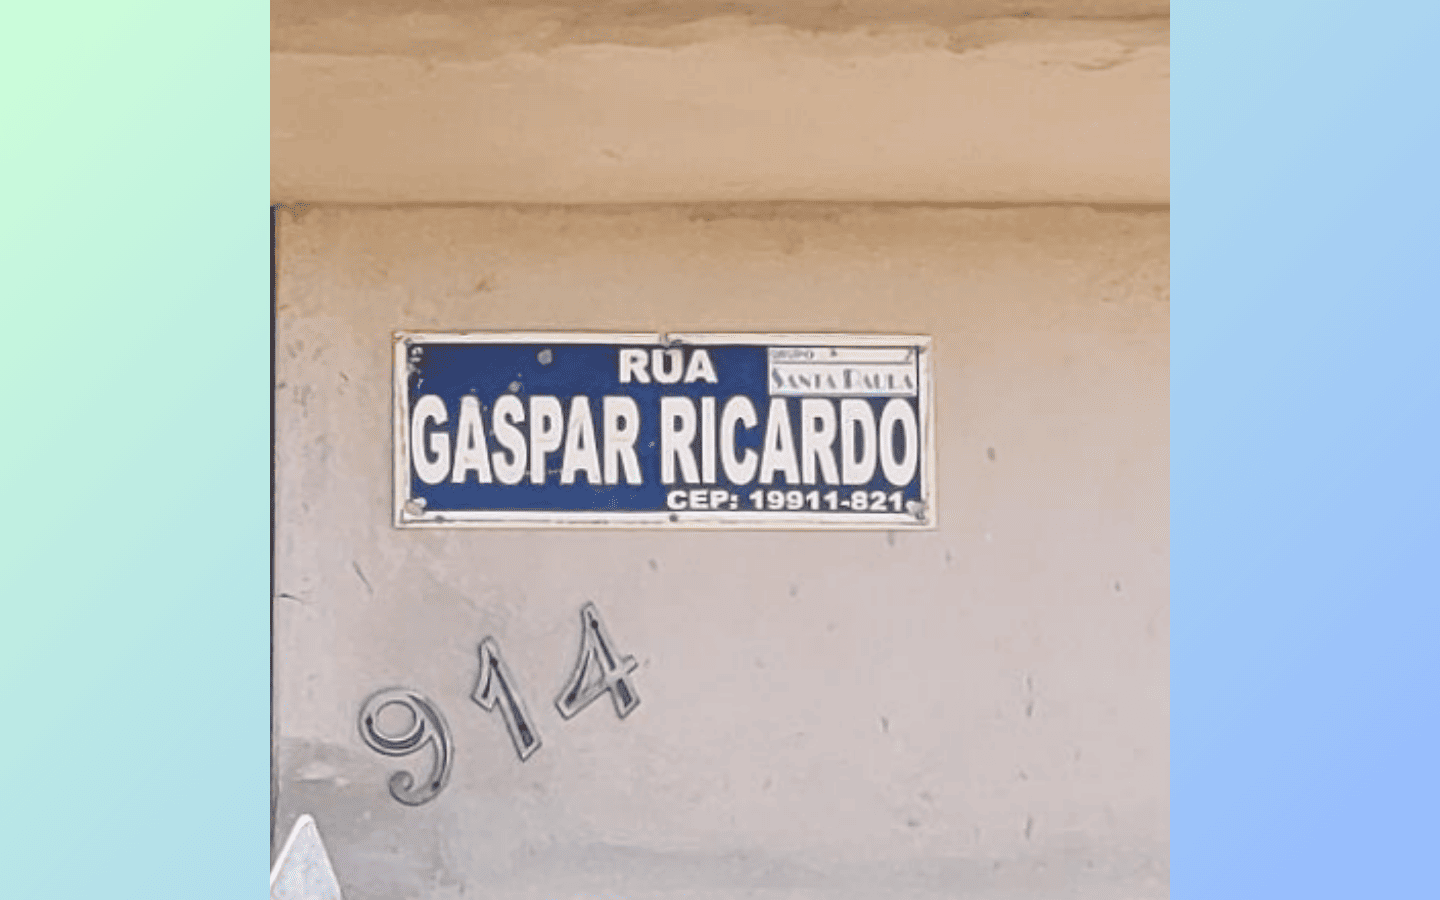 RUA
GRUPO
SANTA PAULA
GASPAR RICARDO
CEP: 19911-821
914